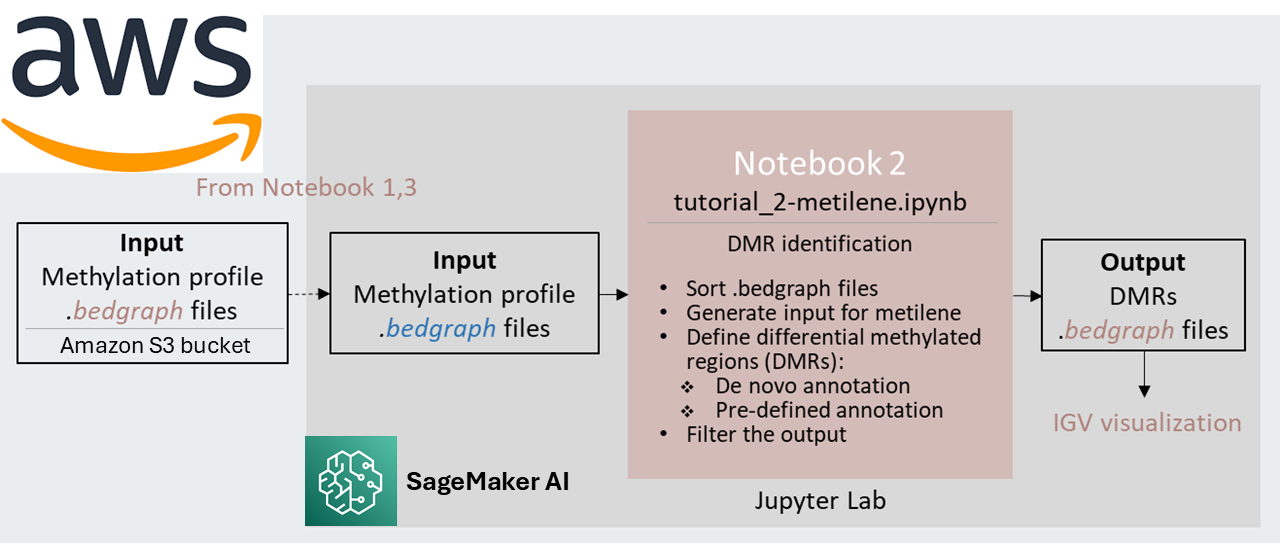 aws
From Notebook 1,3
Input
Methylation profile
.bedgraph files
Amazon S3 bucket
Input
Methylation profile
.bedgraph files
Notebook 2
tutorial_2-metilene.ipynb
DMR identification
• Sort .bedgraph files
• Generate input for metilene
• Define differential methylated
regions (DMRs):
❖ De novo annotation
❖ Pre-defined annotation
• Filter the output
Output
DMRs
.bedgraph files
IGV visualization
SageMaker AI
Jupyter Lab